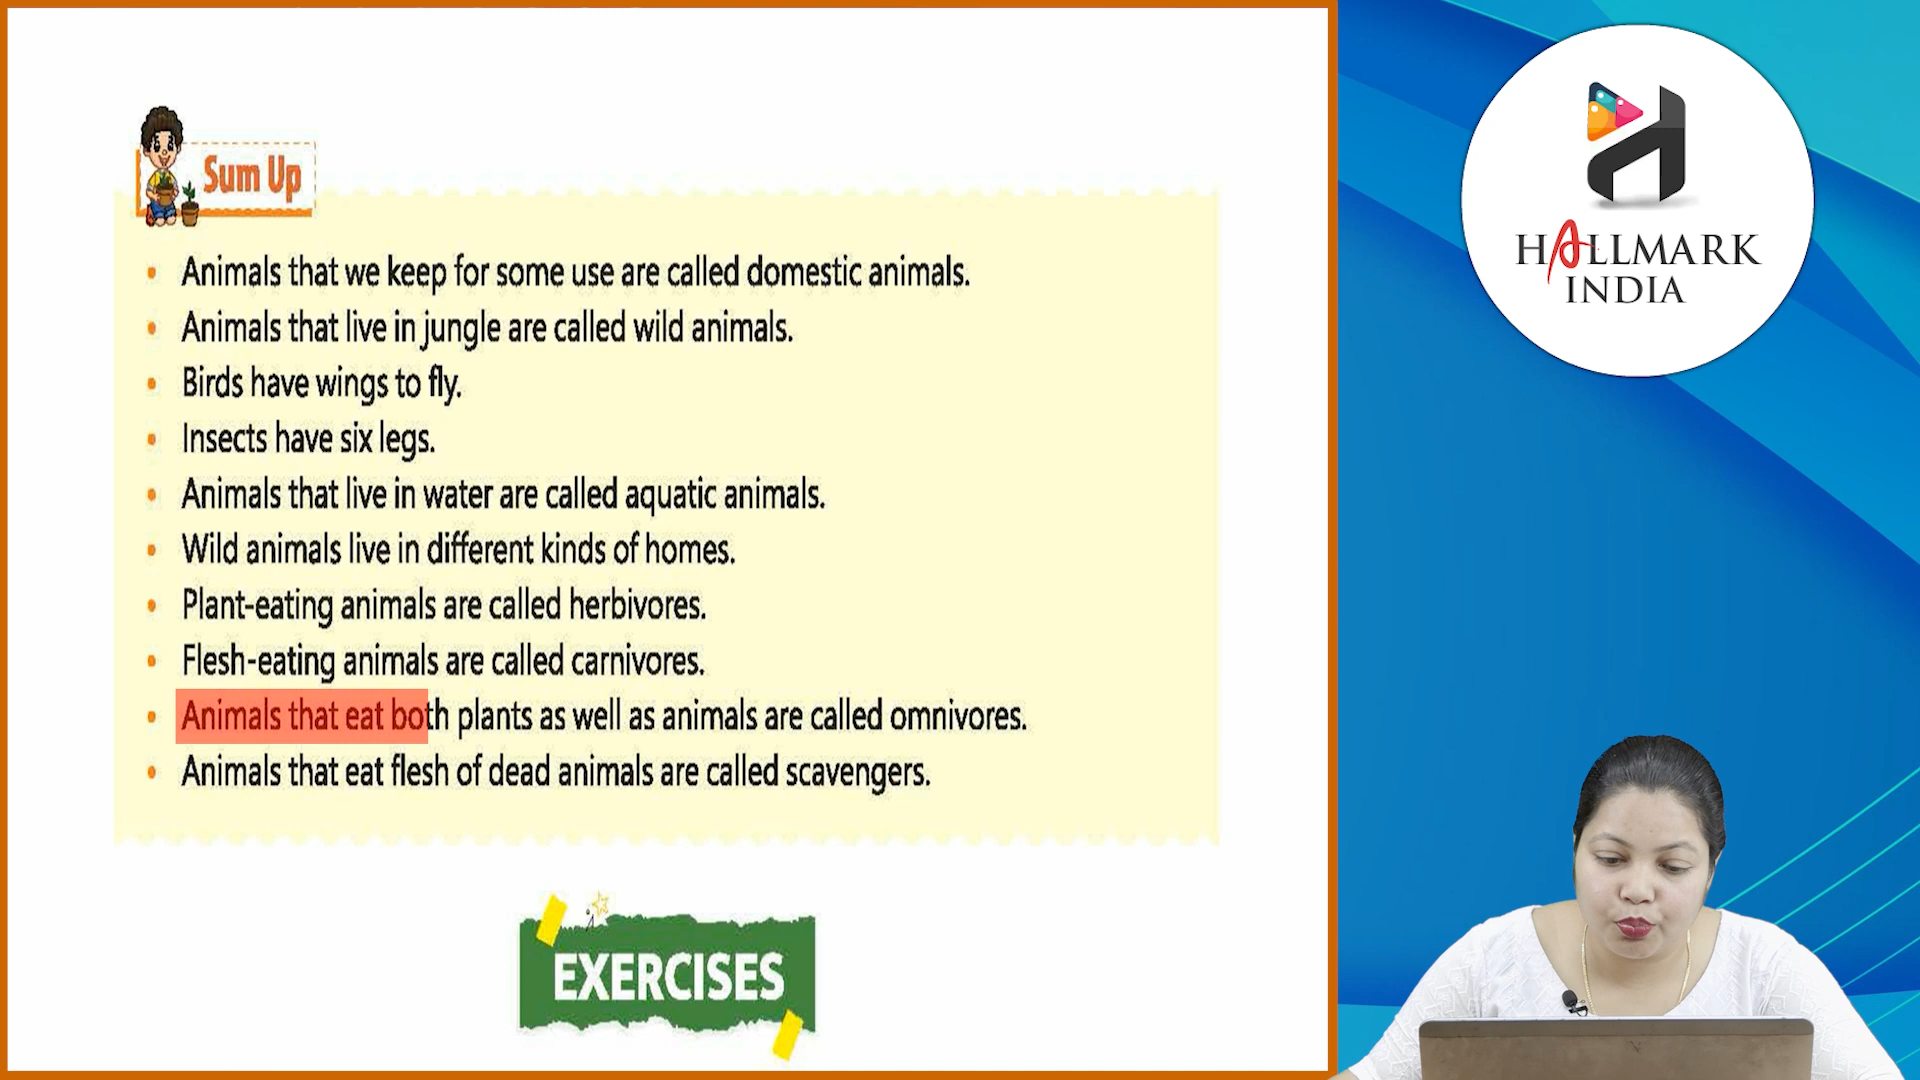 Sum Up
• Animals that we keep for some use are called domestic animals.
• Animals that live in jungle are called wild animals.
• Birds have wings to fly.
• Insects have six legs.
• Animals that live in water are called aquatic animals.
• Wild animals live in different kinds of homes.
• Plant-eating animals are called herbivores.
• Flesh-eating animals are called carnivores.
• Animals that eat both plants as well as animals are called omnivores.
• Animals that eat flesh of dead animals are called scavengers.
EXERCISES
HALLMARK
INDIA